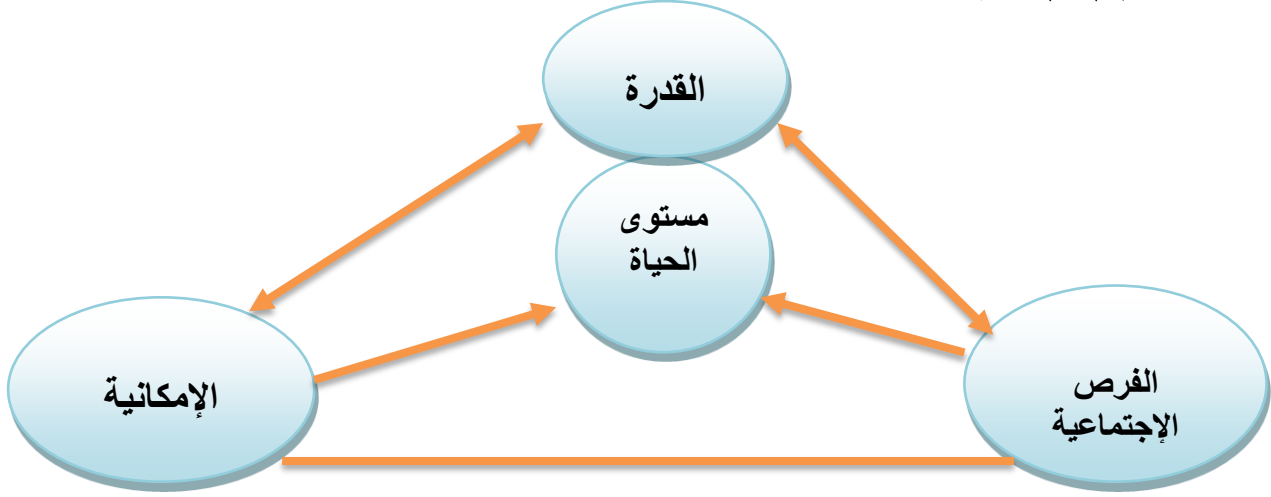 القدرة
مستوى
الحياة
الفرص
الإجتماعية
الإمكانية